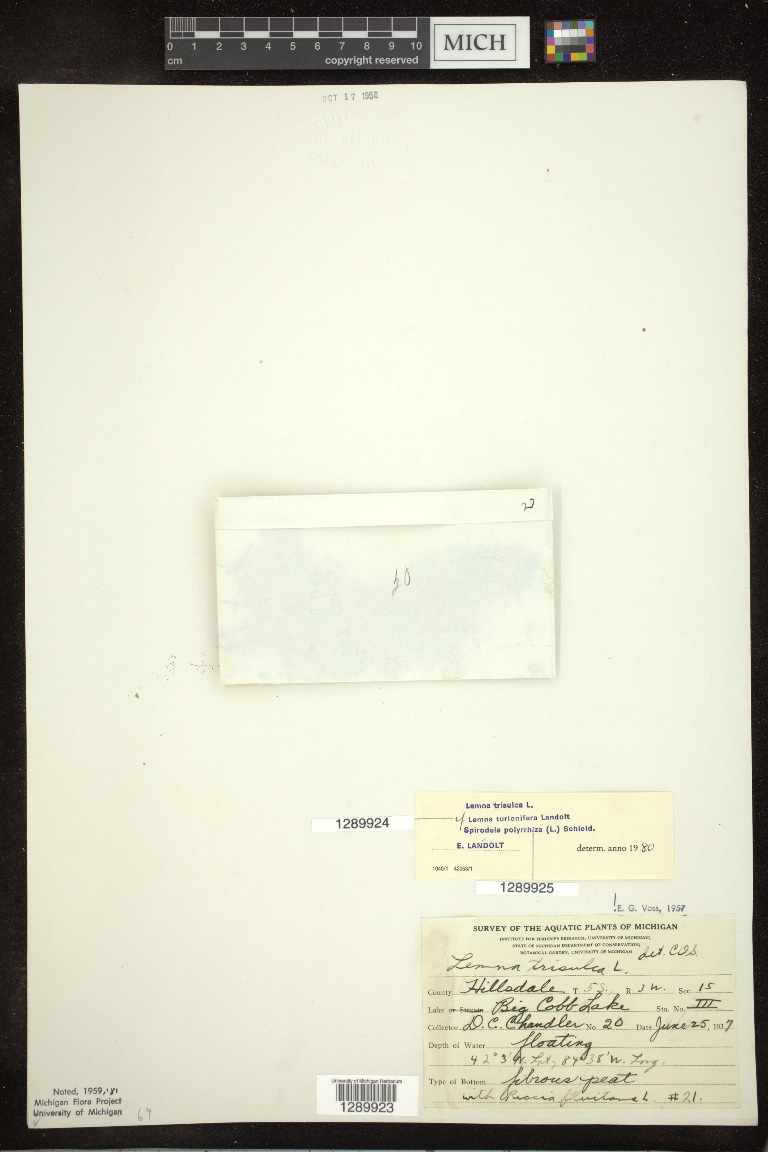 0 1 2 3 4 5 6 7 8 9 10
cm copyright reserved
MICH
OCT 17 1956
20
1289924
Lemna trisulca L.
cf Lemna turionifera Landolt
Spirodela polyrrhiza (L.) Schleid.
E. LANDOLT determ. anno 1980
1289925
!E. G. Voss, 1957
SURVEY OF THE AQUATIC PLANTS OF MICHIGAN
INSTITUTE FOR FISHERIES RESEARCH, UNIVERSITY OF MICHIGAN;
STATE OF MICHIGAN DEPARTMENT OF CONSERVATION;
BOTANICAL GARDEN, UNIVERSITY OF MICHIGAN
det.
Lemna trisulca L.
County Hillsdale T 5 S. R 3 W. Sec 15
Lake or Stream Big Cobb Lake Sta. No. III
Collector D. C. Chandler No 20 Date June 25, 1937
Depth of Water floating
42° 3' N. Lat., 84° 38' W. Long.
Type of Bottom fibrous peat
with Riccia fluitans L. #21.
Noted, 1959, '81
Michigan Flora Project
University of Michigan
69
University of Michigan Herbarium
1289923